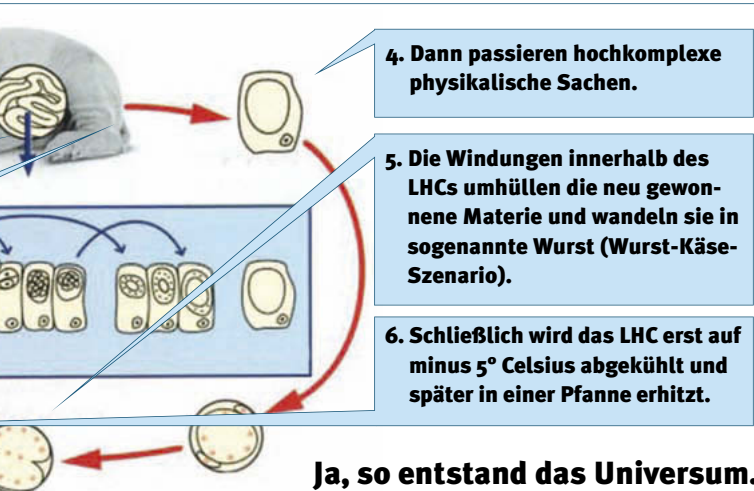 4. Dann passieren hochkomplexe
physikalische Sachen.
5. Die Windungen innerhalb des
LHCs umhüllen die neu gewon-
nene Materie und wandeln sie in
sogenannte Wurst (Wurst-Käse-
Szenario).
6. Schließlich wird das LHC erst auf
minus 5° Celsius abgekühlt und
später in einer Pfanne erhitzt.
Ja, so entstand das Universum.